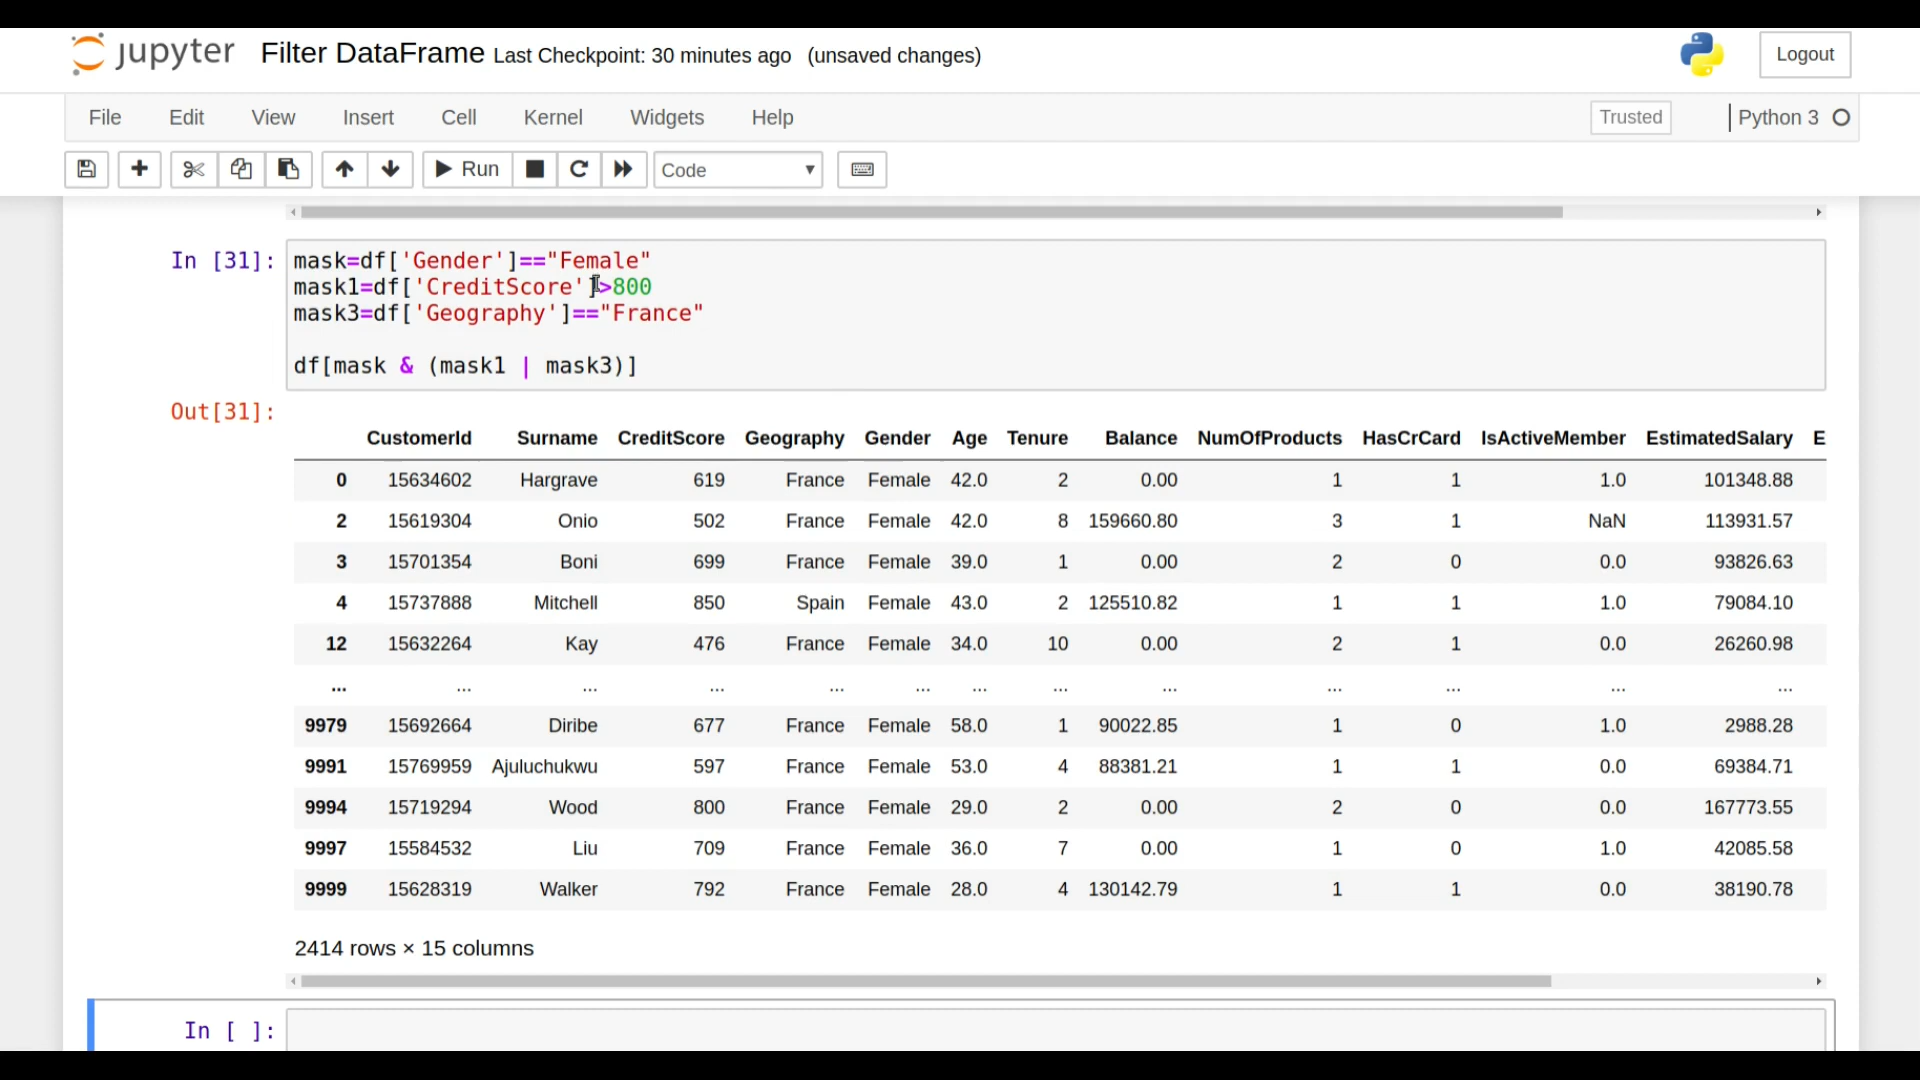 jupyter Filter DataFrame Last Checkpoint: 30 minutes ago (unsaved changes) Logout
File Edit View Insert Cell Kernel Widgets Help Trusted Python 3
Run Code
In [31]: mask=df['Gender']=="Female"
mask1=df['CreditScore']>800
mask3=df['Geography']=="France"
df[mask & (mask1 | mask3)]
Out[31]:
CustomerId Surname CreditScore Geography Gender Age Tenure Balance NumOfProducts HasCrCard IsActiveMember EstimatedSalary E
0 15634602 Hargrave 619 France Female 42.0 2 0.00 1 1 1.0 101348.88
2 15619304 Onio 502 France Female 42.0 8 159660.80 3 1 NaN 113931.57
3 15701354 Boni 699 France Female 39.0 1 0.00 2 0 0.0 93826.63
4 15737888 Mitchell 850 Spain Female 43.0 2 125510.82 1 1 1.0 79084.10
12 15632264 Kay 476 France Female 34.0 10 0.00 2 1 0.0 26260.98
... ... ... ... ... ... ... ... ... ... ... ... ...
9979 15692664 Diribe 677 France Female 58.0 1 90022.85 1 0 1.0 2988.28
9991 15769959 Ajuluchukwu 597 France Female 53.0 4 88381.21 1 1 0.0 69384.71
9994 15719294 Wood 800 France Female 29.0 2 0.00 2 0 0.0 167773.55
9997 15584532 Liu 709 France Female 36.0 7 0.00 1 0 1.0 42085.58
9999 15628319 Walker 792 France Female 28.0 4 130142.79 1 1 0.0 38190.78
2414 rows × 15 columns
In [ ]: